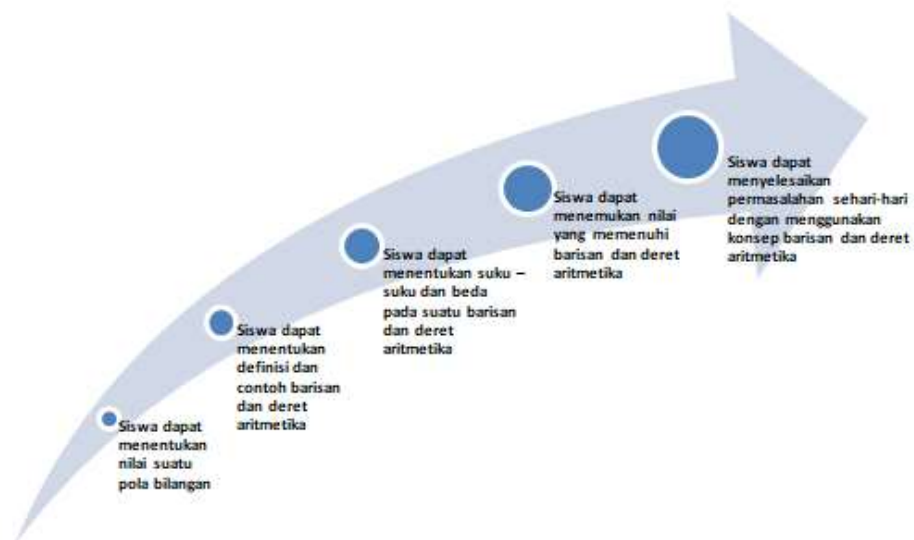 Siswa dapat
menentukan
nilai suatu
pola bilangan
Siswa dapat
menentukan
definisi dan
contoh barisan
dan deret
aritmetika
Siswa dapat
menentukan suku –
suku dan beda
pada suatu barisan
dan deret
aritmetika
Siswa dapat
menemukan nilai
yang memenuhi
barisan dan deret
aritmetika
Siswa dapat
menyelesaikan
permasalahan sehari-hari
dengan menggunakan
konsep barisan dan deret
aritmetika